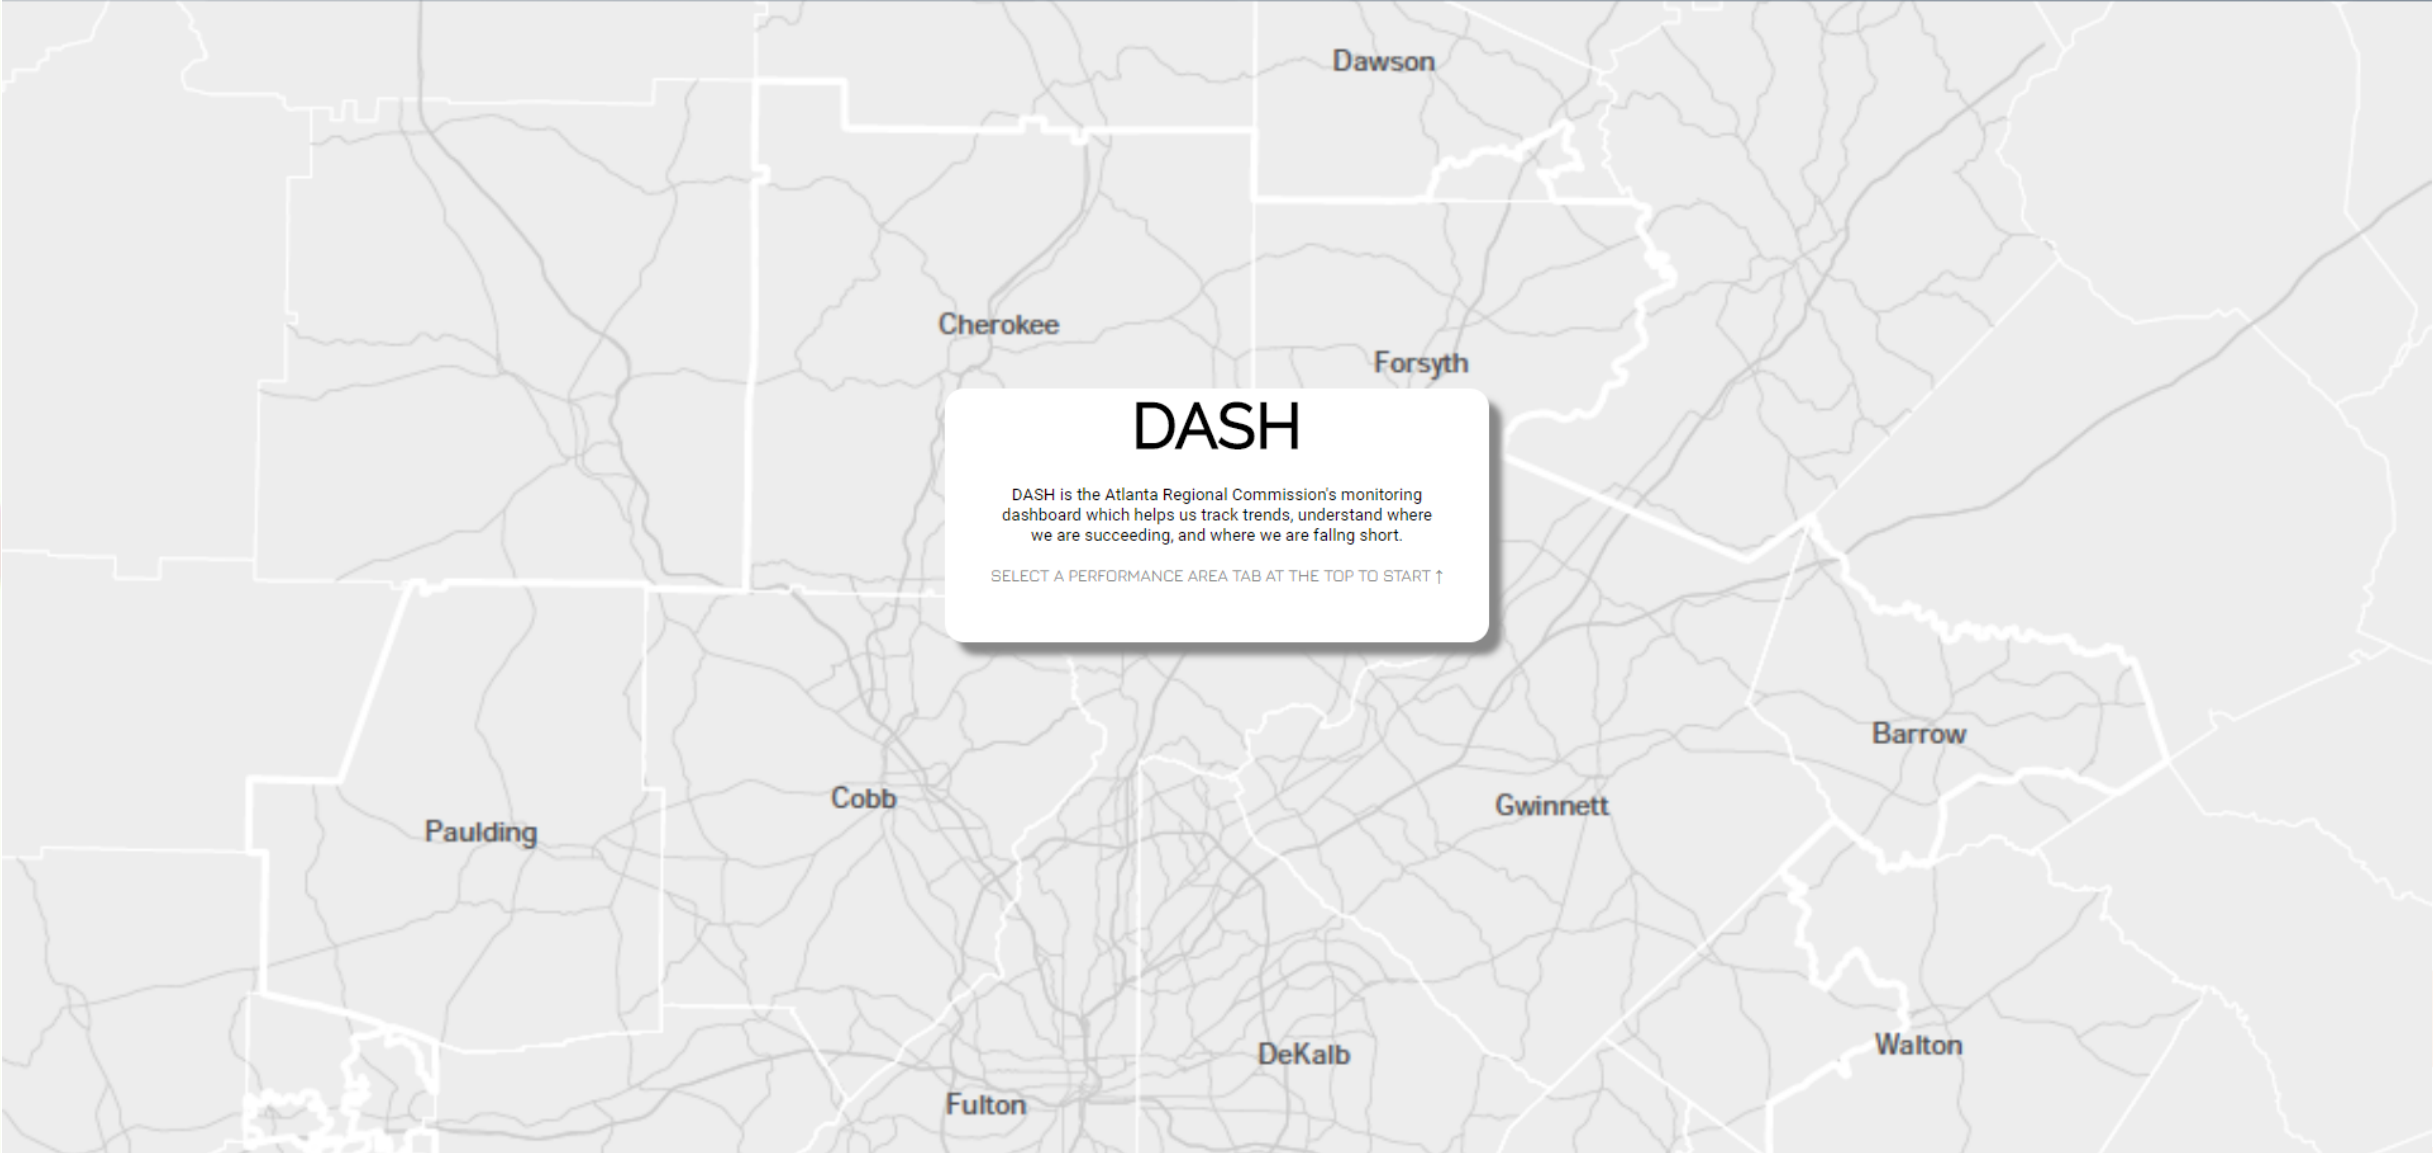 Dawson
Cherokee
Forsyth
DASH
DASH is the Atlanta Regional Commission's monitoring
dashboard which helps us track trends, understand where
we are succeeding, and where we are fallng short.
SELECT A PERFORMANCE AREA TAB AT THE TOP TO START ↑
Barrow
Cobb
Gwinnett
Paulding
Walton
DeKalb
Fulton